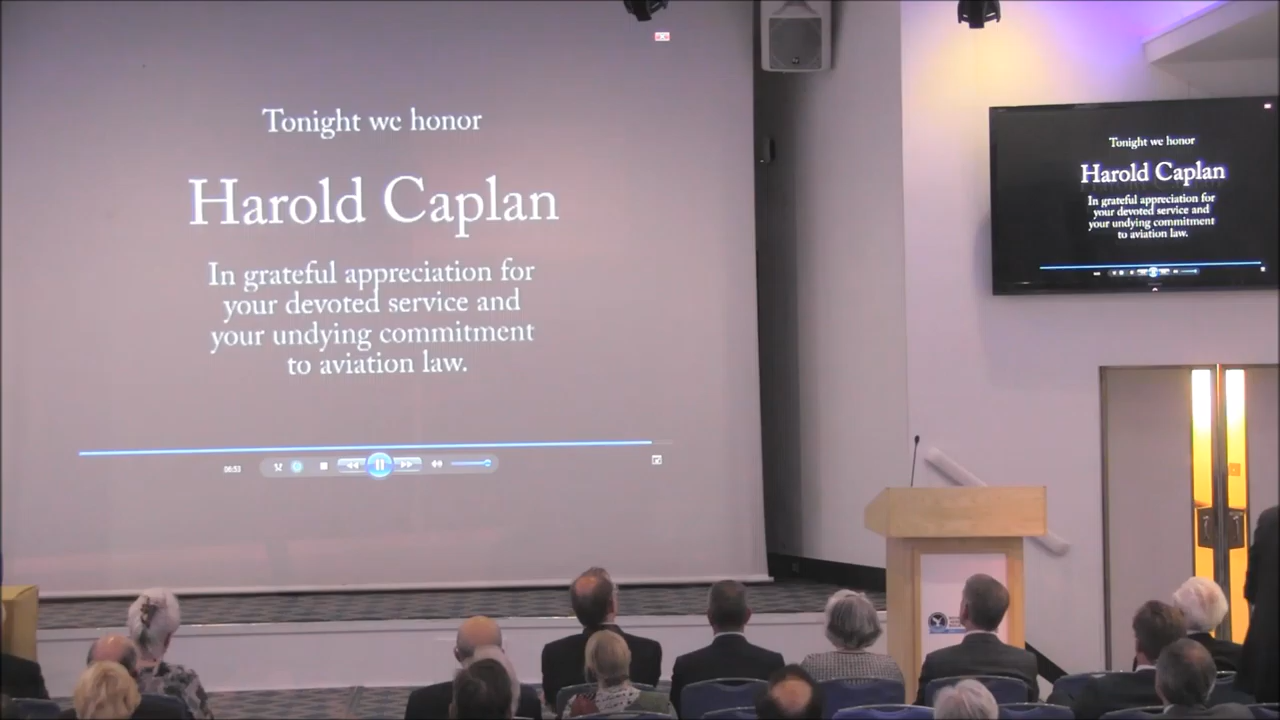 Tonight we honor
Harold Caplan
In grateful appreciation for
your devoted service and
your undying commitment
to aviation law.
06:53
Tonight we honor
Harold Caplan
In grateful appreciation for
your devoted service and
your undying commitment
to aviation law.